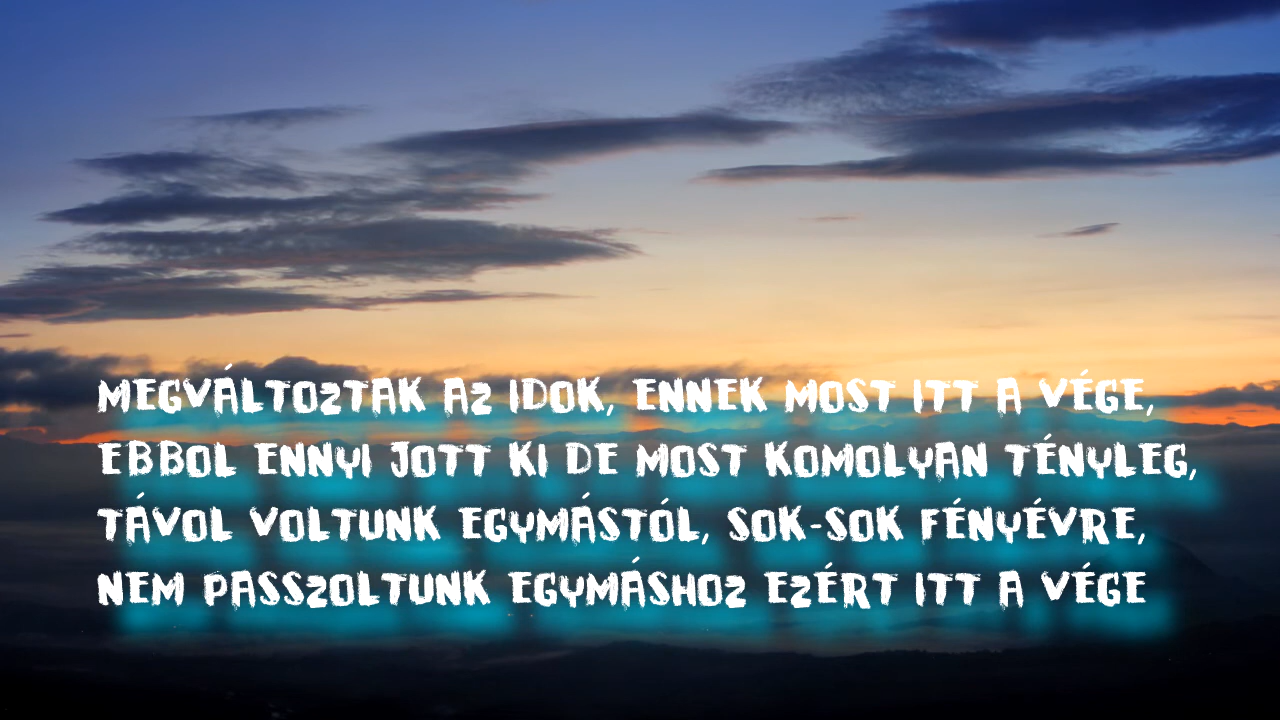 MEGVÁLTOZTAK AZ IDOK, ENNEK MOST ITT A VÉGE,
EBBOL ENNYI JOTT KI DE MOST KOMOLYAN TÉNYLEG,
TÁVOL VOLTUNK EGYMÁSTÓL, SOK-SOK FÉNYÉVRE,
NEM PASSZOLTUNK EGYMÁSHOZ EZÉRT ITT A VÉGE